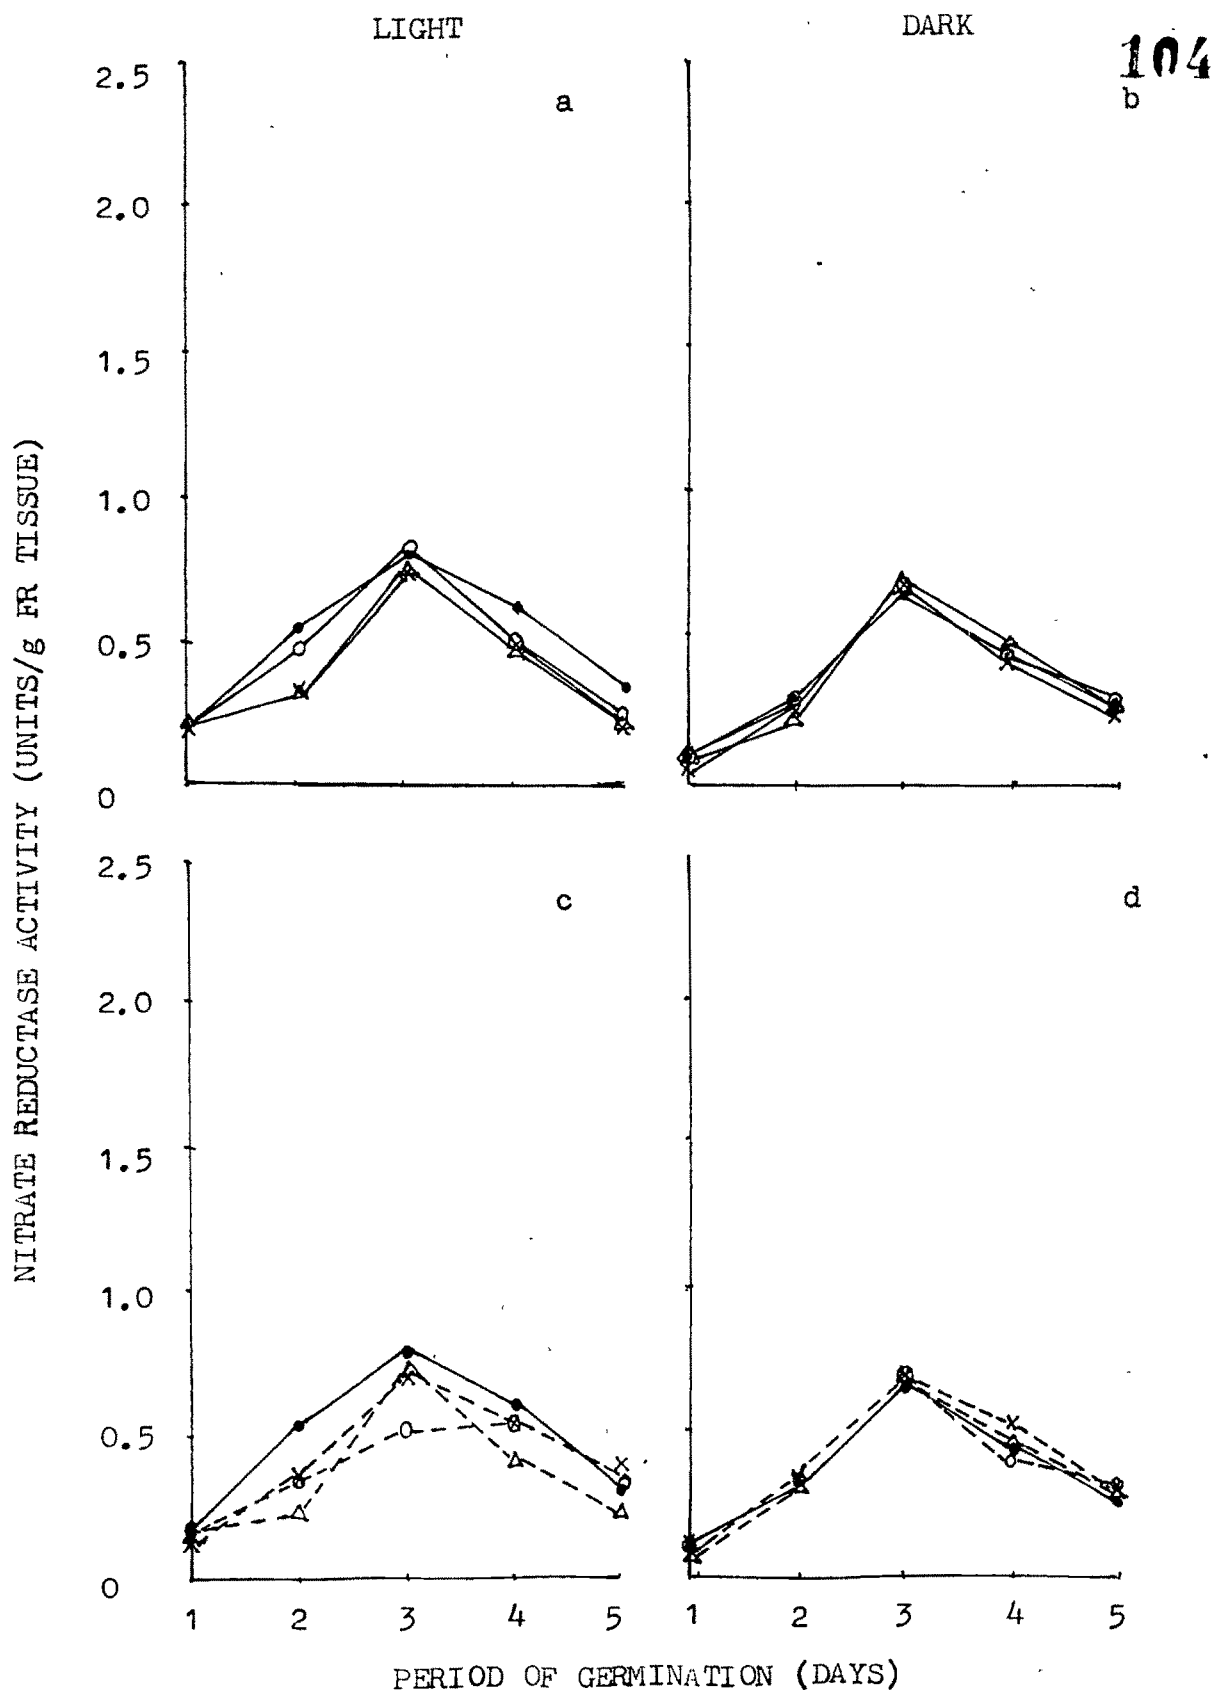 LIGHT
DARK
104
a
b
2.5
2.0
1.5
1.0
0.5
0
c
d
2.5
2.0
1.5
1.0
0.5
0
1 2 3 4 5
1 2 3 4 5
NITRATE REDUCTASE ACTIVITY (UNITS/g FR TISSUE)
PERIOD OF GERMINATION (DAYS)